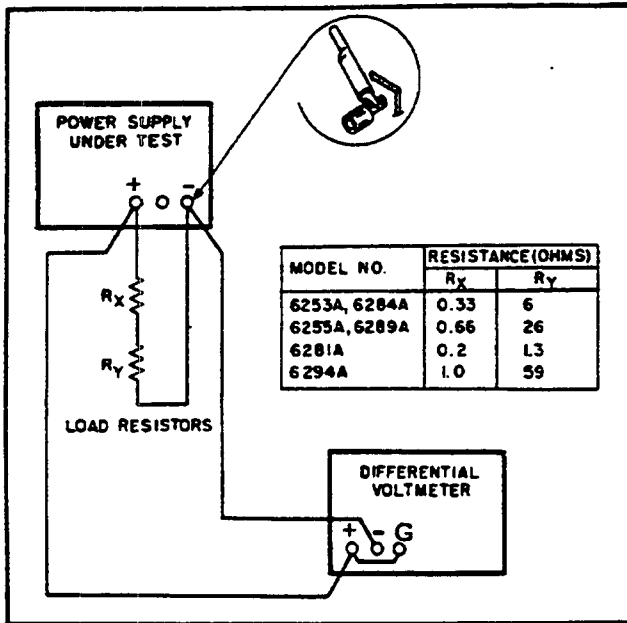 POWER SUPPLY
UNDER TEST
+ -
RX
RY
LOAD RESISTORS
MODEL NO. RESISTANCE(OHMS)
RX RY
6253A, 6284A 0.33 6
6255A, 6289A 0.66 26
6281A 0.2 1.3
6294A 1.0 59
DIFFERENTIAL
VOLTMETER
+ - G